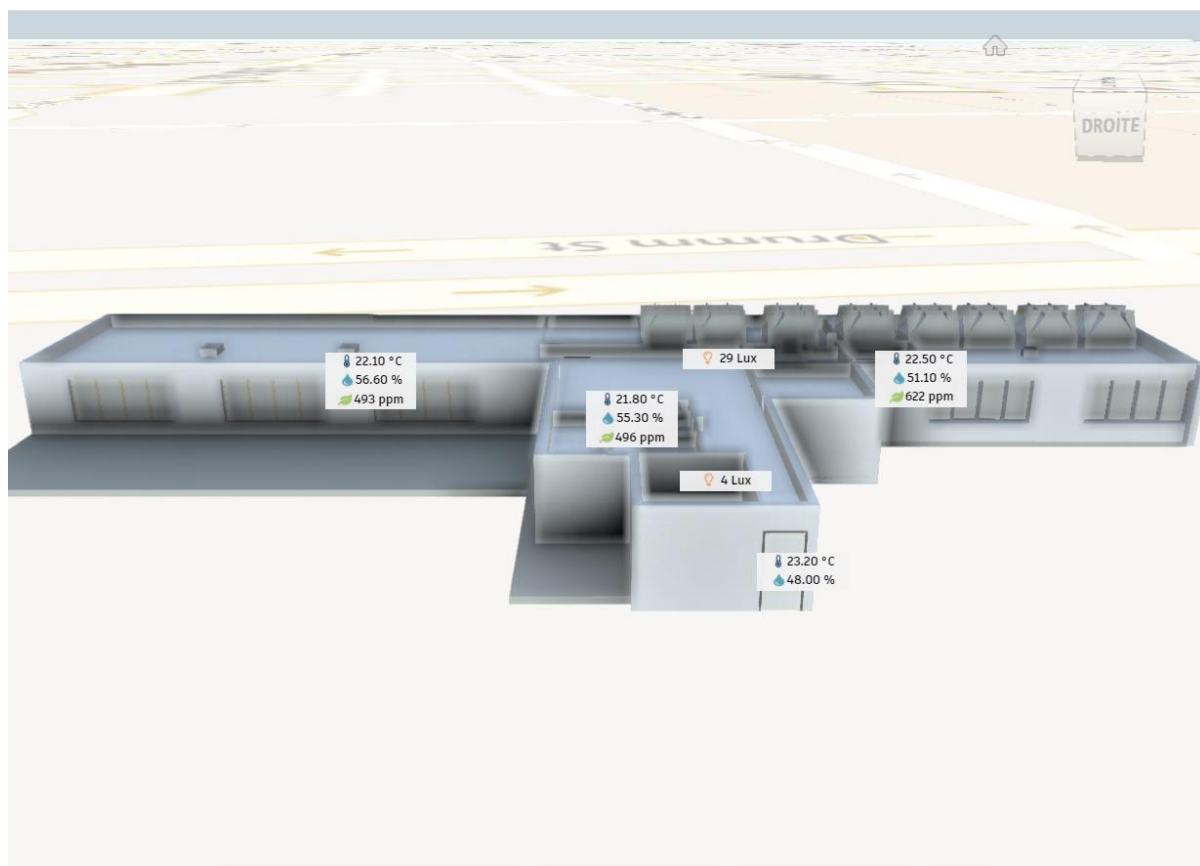 DROITE
Drumm St
29 Lux
22.10 °C
56.60 %
493 ppm
22.50 °C
51.10 %
622 ppm
21.80 °C
55.30 %
496 ppm
4 Lux
23.20 °C
48.00 %